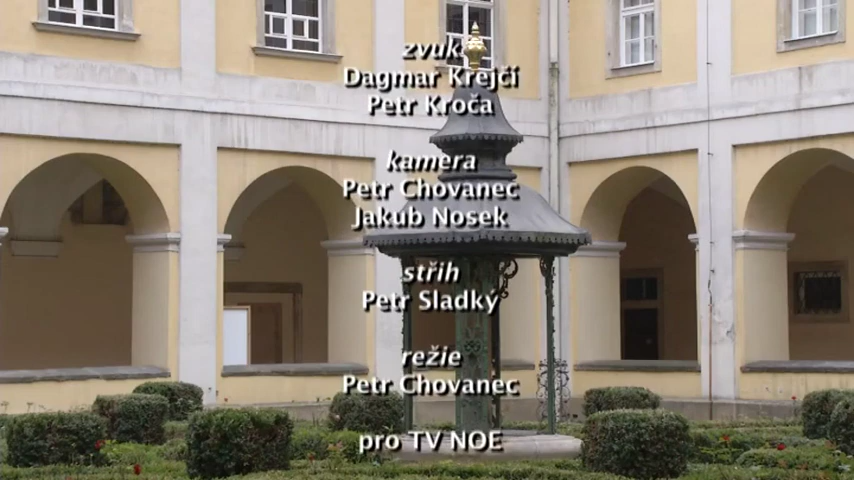 zvuk
Dagmar Krejčí
Petr Kroča
kamera
Petr Chovanec
Jakub Nosek
střih
Petr Sladký
režie
Petr Chovanec
pro TV NOE